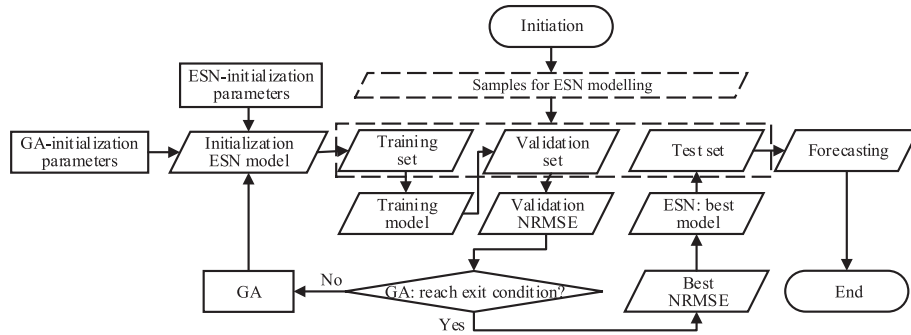 Initiation
Samples for ESN modelling
ESN-initialization
parameters
GA-initialization
parameters
Initialization
ESN model
Training
set
Validation
set
Test set
Forecasting
Training
model
Validation
NRMSE
ESN: best
model
GA
No
GA: reach exit condition?
Yes
Best
NRMSE
End